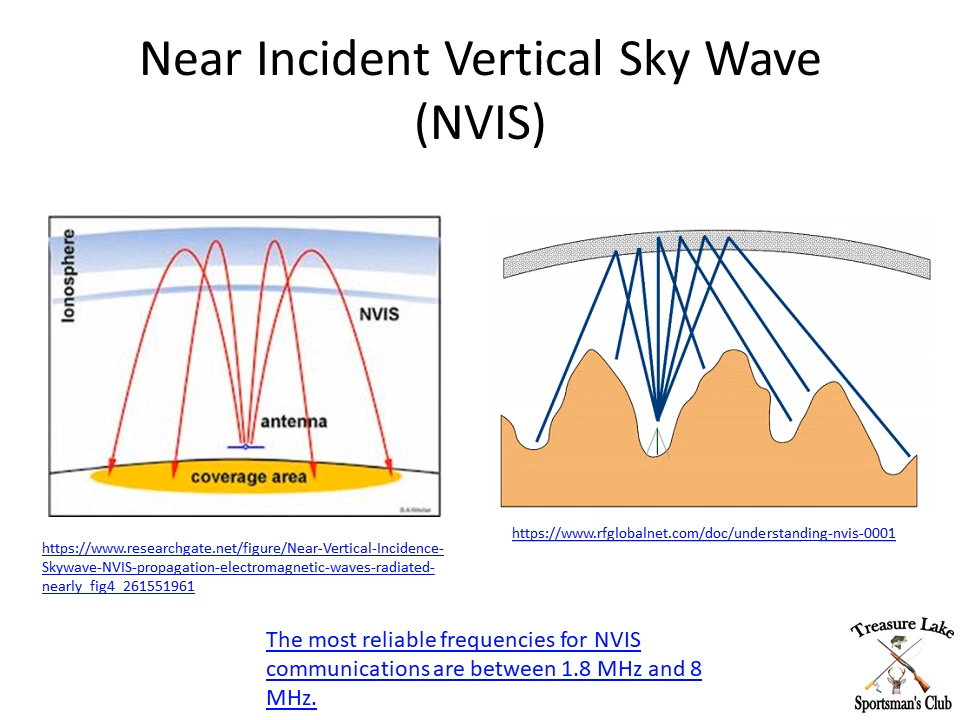 Near Incident Vertical Sky Wave
(NVIS)
Ionosphere
NVIS
antenna
coverage area
https://www.researchgate.net/figure/Near-Vertical-Incidence-
Skywave-NVIS-propagation-electromagnetic-waves-radiated-
nearly_fig4_261551961
https://www.rfglobalnet.com/doc/understanding-nvis-0001
The most reliable frequencies for NVIS
communications are between 1.8 MHz and 8
MHz.
Treasure Lake
Sportsman's Club